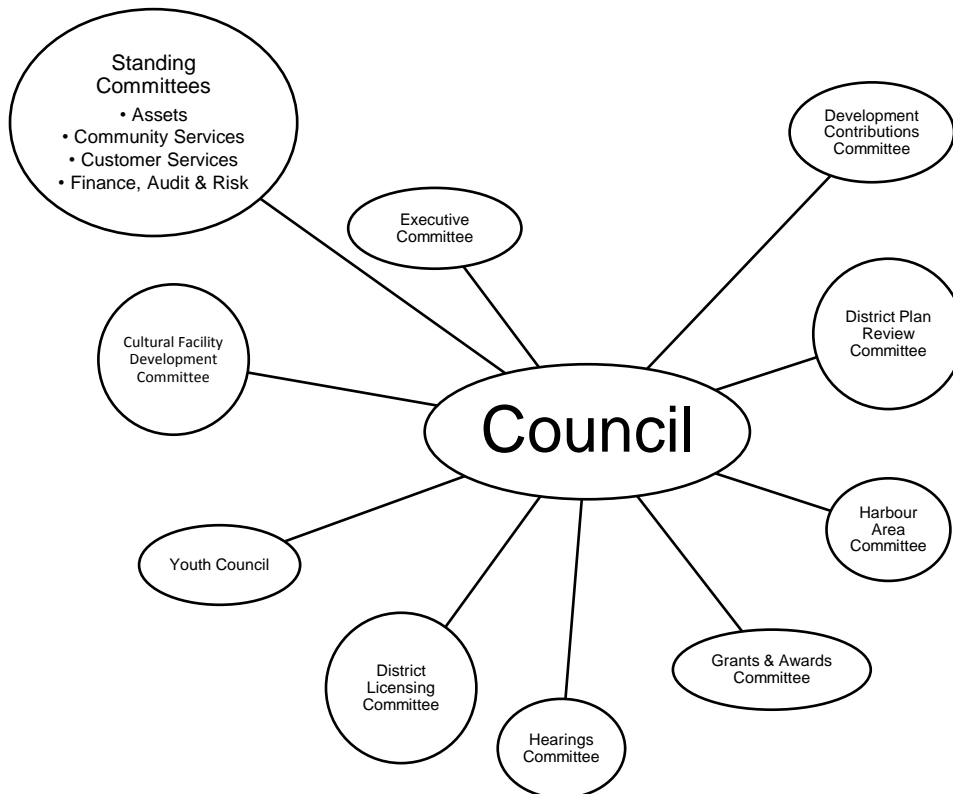 Standing
Committees
• Assets
• Community Services
• Customer Services
• Finance, Audit & Risk
Development
Contributions
Committee
Executive
Committee
Cultural Facility
Development
Committee
District Plan
Review
Committee
Council
Harbour
Area
Committee
Youth Council
Grants & Awards
Committee
District
Licensing
Committee
Hearings
Committee